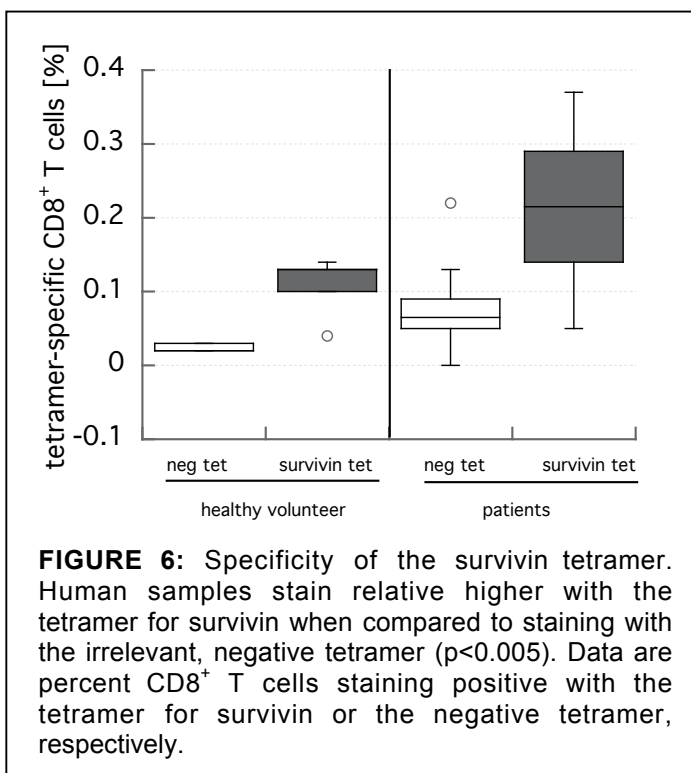 tetramer-specific CD8+ T cells [%]
0.4
0.3
0.2
0.1
0
-0.1
neg tet survivin tet neg tet survivin tet
healthy volunteer patients
FIGURE 6: Specificity of the survivin tetramer.
Human samples stain relative higher with the
tetramer for survivin when compared to staining with
the irrelevant, negative tetramer (p<0.005). Data are
percent CD8+ T cells staining positive with the
tetramer for survivin or the negative tetramer,
respectively.